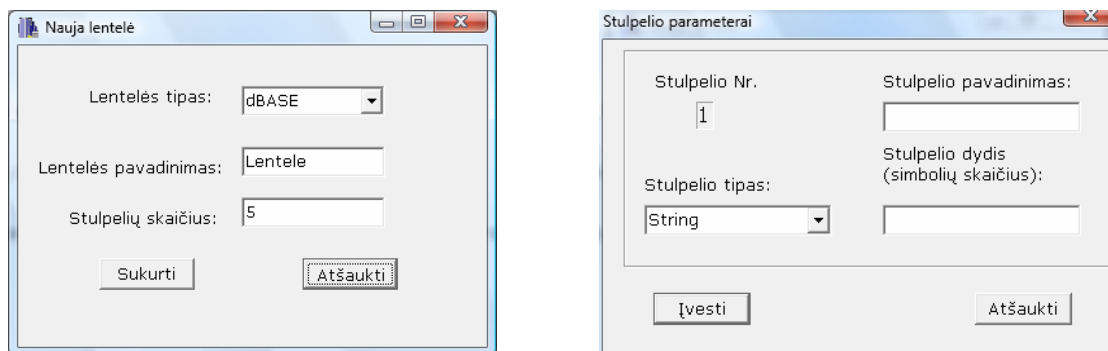 Nauja lentelė
Lentelės tipas:
dBASE
Lentelės pavadinimas:
Lentele
Stulpelių skaičius:
5
Sukurti
Atšaukti
Stulpelio parameterai
Stulpelio Nr.
1
Stulpelio pavadinimas:
Stulpelio tipas:
String
Stulpelio dydis
(simbolių skaičius):
Įvesti
Atšaukti